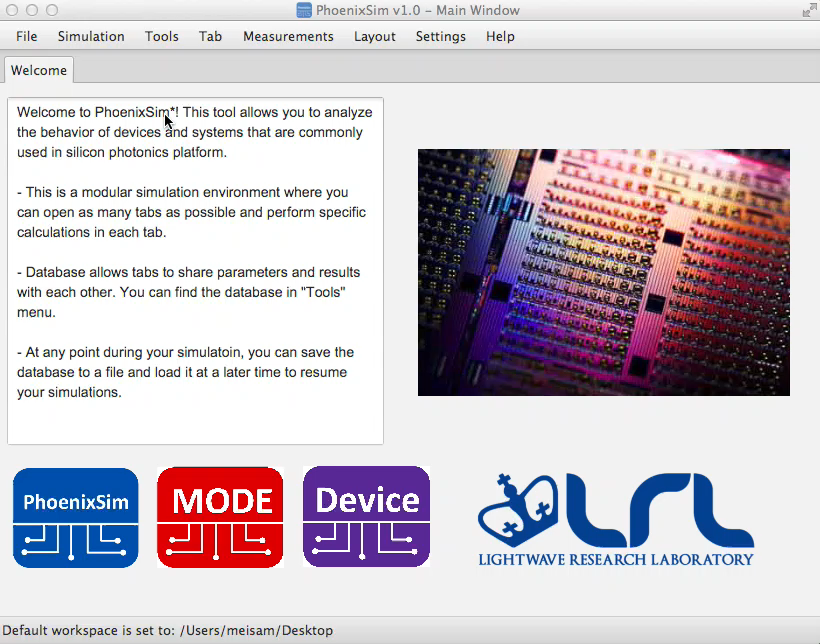 PhoenixSim v1.0 – Main Window
File Simulation Tools Tab Measurements Layout Settings Help
Welcome
Welcome to PhoenixSim*! This tool allows you to analyze
the behavior of devices and systems that are commonly
used in silicon photonics platform.
- This is a modular simulation environment where you
can open as many tabs as possible and perform specific
calculations in each tab.
- Database allows tabs to share parameters and results
with each other. You can find the database in "Tools"
menu.
- At any point during your simulatoin, you can save the
database to a file and load it at a later time to resume
your simulations.
PhoenixSim
MODE
Device
LRL
LIGHTWAVE RESEARCH LABORATORY
Default workspace is set to: /Users/meisam/Desktop